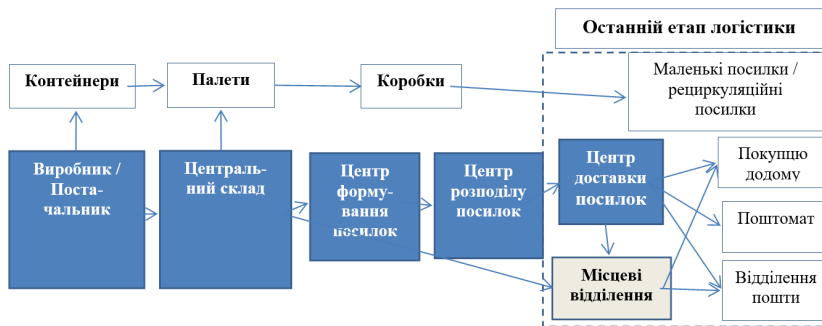 Останній етап логістики
Контейнери
Палети
Коробки
Маленькі посилки /
рециркуляційні
посилки
Виробник /
Поста-
чальник
Централь-
ний склад
Центр
форму-
вання
посилок
Центр
розподілу
посилок
Центр
доставки
посилок
Покупцю
додому
Поштомат
Місцеві
відділення
Відділення
пошти